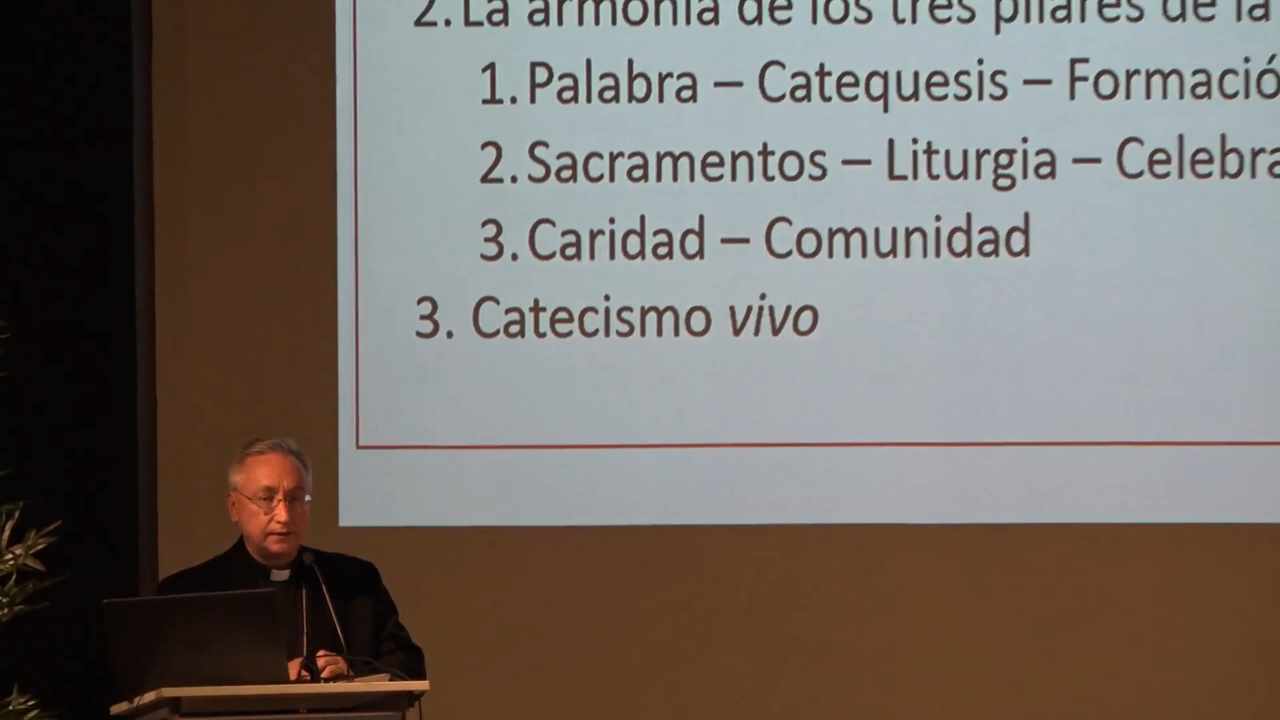 2. La armonía de los tres pilares de la
1. Palabra – Catequesis – Formació
2. Sacramentos – Liturgia – Celebra
3. Caridad – Comunidad
3. Catecismo vivo